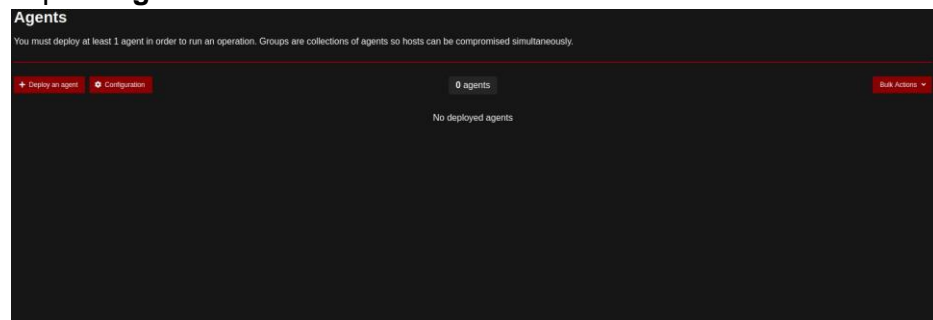 Agents
You must deploy at least 1 agent in order to run an operation. Groups are collections of agents so hosts can be compromised simultaneously.
+ Deploy an agent Configuration 0 agents Bulk Actions
No deployed agents